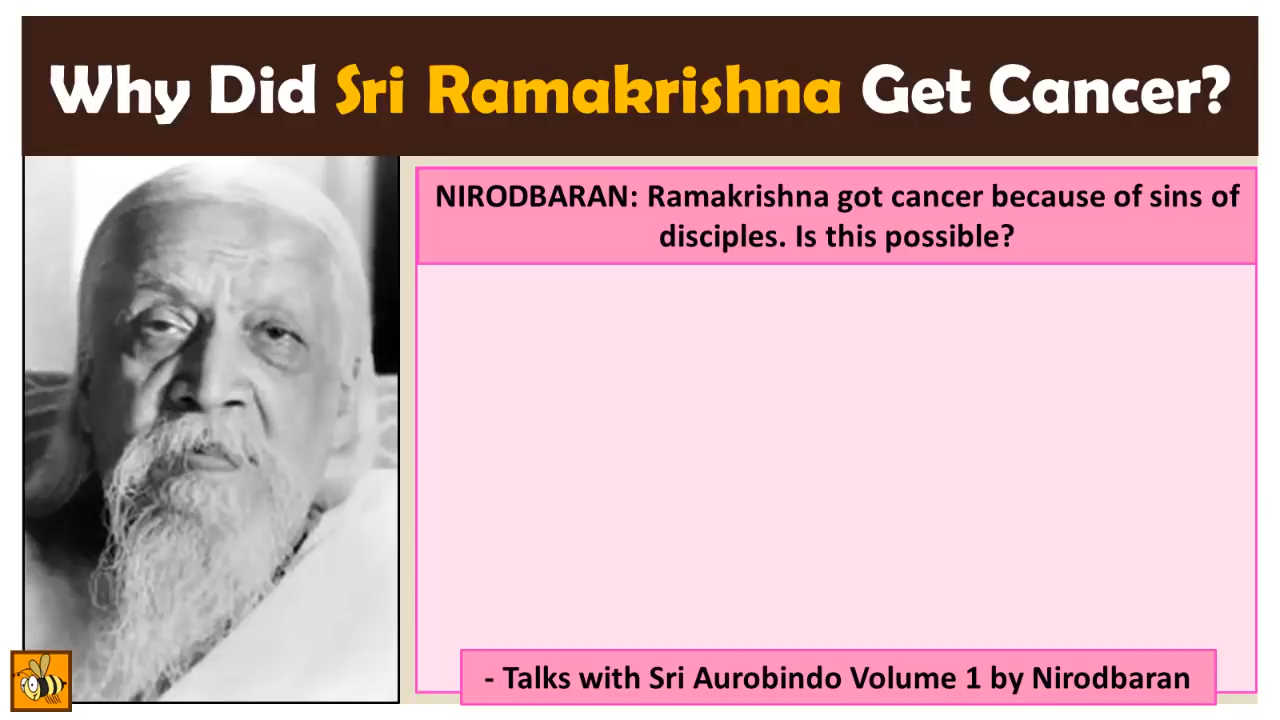 Why Did Sri Ramakrishna Get Cancer?
NIRODBARAN: Ramakrishna got cancer because of sins of
disciples. Is this possible?
- Talks with Sri Aurobindo Volume 1 by Nirodbaran